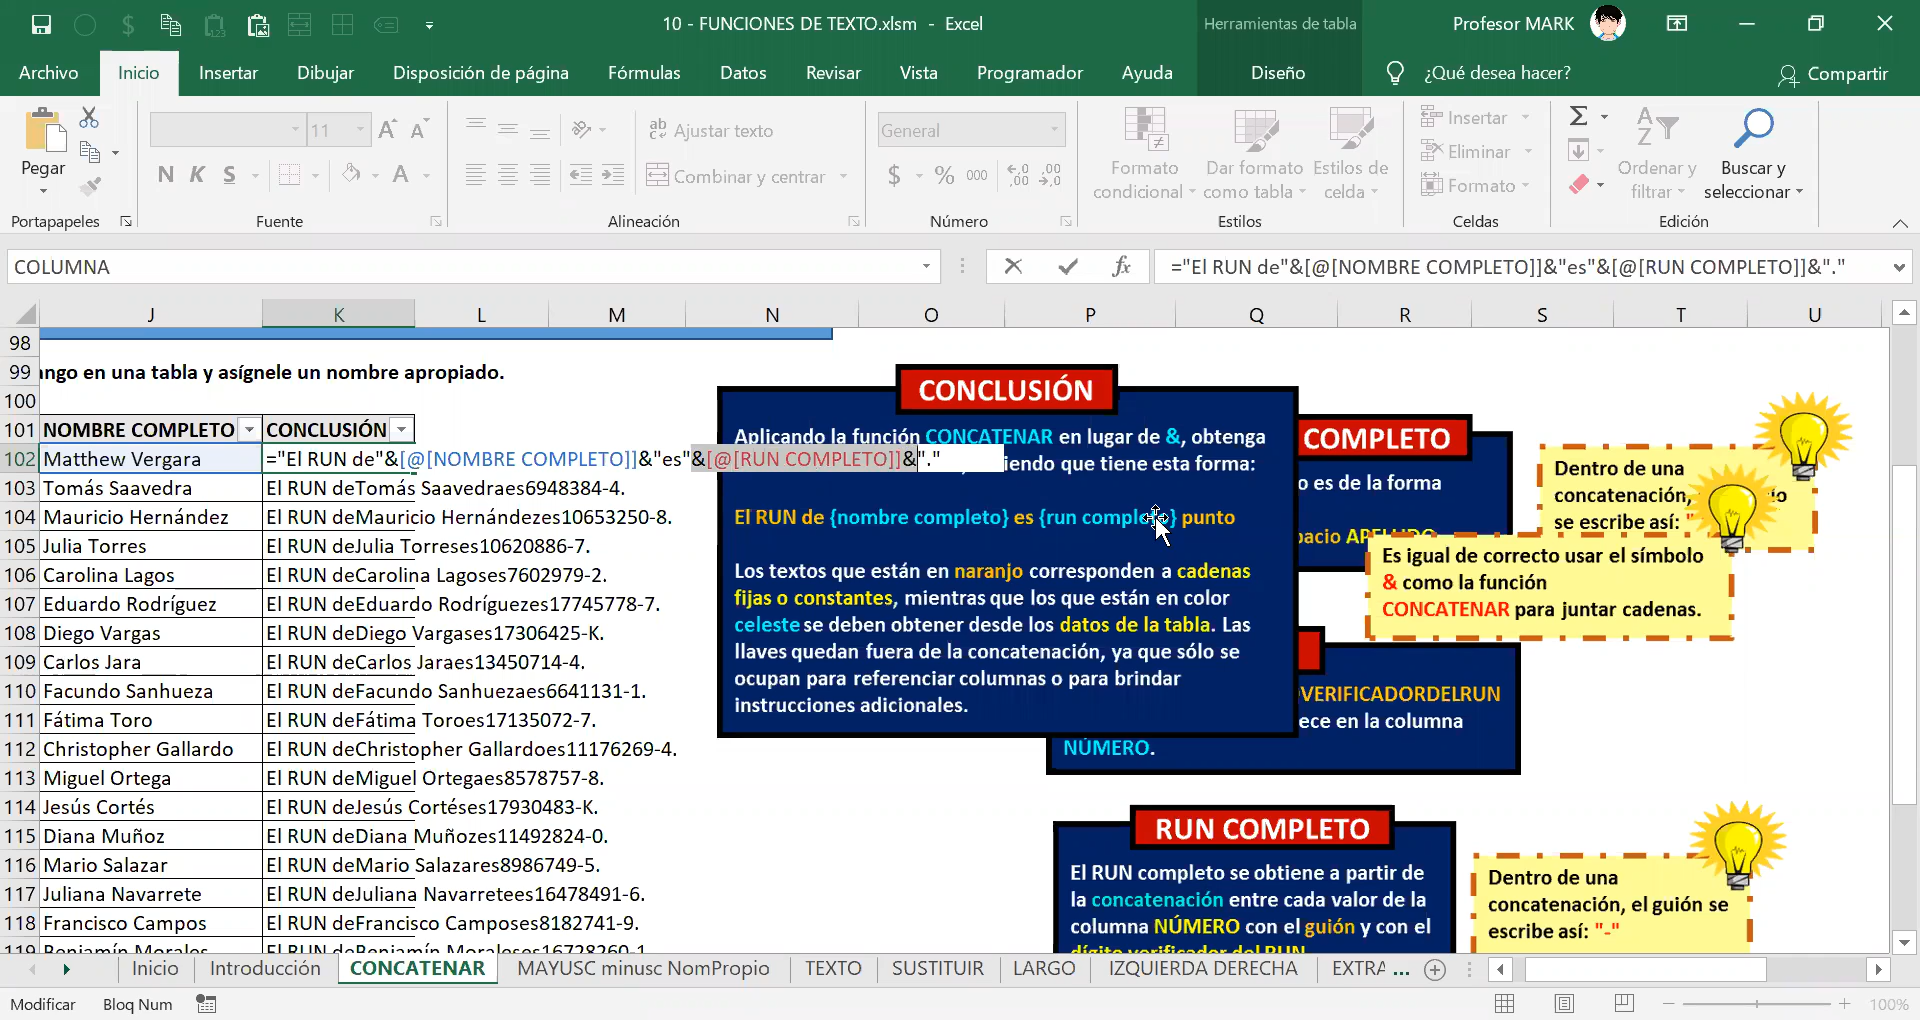 10 - FUNCIONES DE TEXTO.xlsm - Excel
Herramientas de tabla
Profesor MARK
Archivo Inicio Insertar Dibujar Disposición de página Fórmulas Datos Revisar Vista Programador Ayuda Diseño ¿Qué desea hacer? Compartir
Pegar
Portapapeles
11
N K S
Fuente
Ajustar texto
Combinar y centrar
Alineación
General
$ % 000
Número
Formato condicional
Dar formato como tabla
Estilos de celda
Estilos
Insertar
Eliminar
Formato
Celdas
Ordenar y filtrar
Buscar y seleccionar
Edición
COLUMNA
="El RUN de"&[@[NOMBRE COMPLETO]]&"es"&[@[RUN COMPLETO]]&"."
J K L M N O P Q R S T U
98
99 ngo en una tabla y asígnele un nombre apropiado.
100
101 NOMBRE COMPLETO CONCLUSIÓN
102 Matthew Vergara ="El RUN de"&[@[NOMBRE COMPLETO]]&"es"&[@[RUN COMPLETO]]&"."
103 Tomás Saavedra El RUN deTomás Saavedraes6948384-4.
104 Mauricio Hernández El RUN deMauricio Hernándezes10653250-8.
105 Julia Torres El RUN deJulia Torreses10620886-7.
106 Carolina Lagos El RUN deCarolina Lagoses7602979-2.
107 Eduardo Rodríguez El RUN deEduardo Rodríguezes17745778-7.
108 Diego Vargas El RUN deDiego Vargases17306425-K.
109 Carlos Jara El RUN deCarlos Jaraes13450714-4.
110 Facundo Sanhueza El RUN deFacundo Sanhuezaes6641131-1.
111 Fátima Toro El RUN deFátima Toroes17135072-7.
112 Christopher Gallardo El RUN deChristopher Gallardoes11176269-4.
113 Miguel Ortega El RUN deMiguel Ortegaes8578757-8.
114 Jesús Cortés El RUN deJesús Cortéses17930483-K.
115 Diana Muñoz El RUN deDiana Muñozes11492824-0.
116 Mario Salazar El RUN deMario Salazares8986749-5.
117 Juliana Navarrete El RUN deJuliana Navarretees16478491-6.
118 Francisco Campos El RUN deFrancisco Camposes8182741-9.
119 Benjamín Morales El RUN deBenjamín Moraleses16728260-1.
CONCLUSIÓN
Aplicando la función CONCATENAR en lugar de &, obtenga
iendo que tiene esta forma:
El RUN de {nombre completo} es {run completo} punto
Los textos que están en naranjo corresponden a cadenas
fijas o constantes, mientras que los que están en color
celeste se deben obtener desde los datos de la tabla. Las
llaves quedan fuera de la concatenación, ya que sólo se
ocupan para referenciar columnas o para brindar
instrucciones adicionales.
COMPLETO
o es de la forma
pacio APELLIDO.
VERIFICADORDELRUN
ece en la columna
NÚMERO.
Dentro de una
concatenación,
se escribe así: "
Es igual de correcto usar el símbolo
& como la función
CONCATENAR para juntar cadenas.
RUN COMPLETO
El RUN completo se obtiene a partir de
la concatenación entre cada valor de la
columna NÚMERO con el guión y con el
dígito verificador del RUN.
Dentro de una
concatenación, el guión se
escribe así: "-"
Inicio Introducción CONCATENAR MAYUSC minusc NomPropio TEXTO SUSTITUIR LARGO IZQUIERDA DERECHA EXTRA ...
Modificar Bloq Num 100%